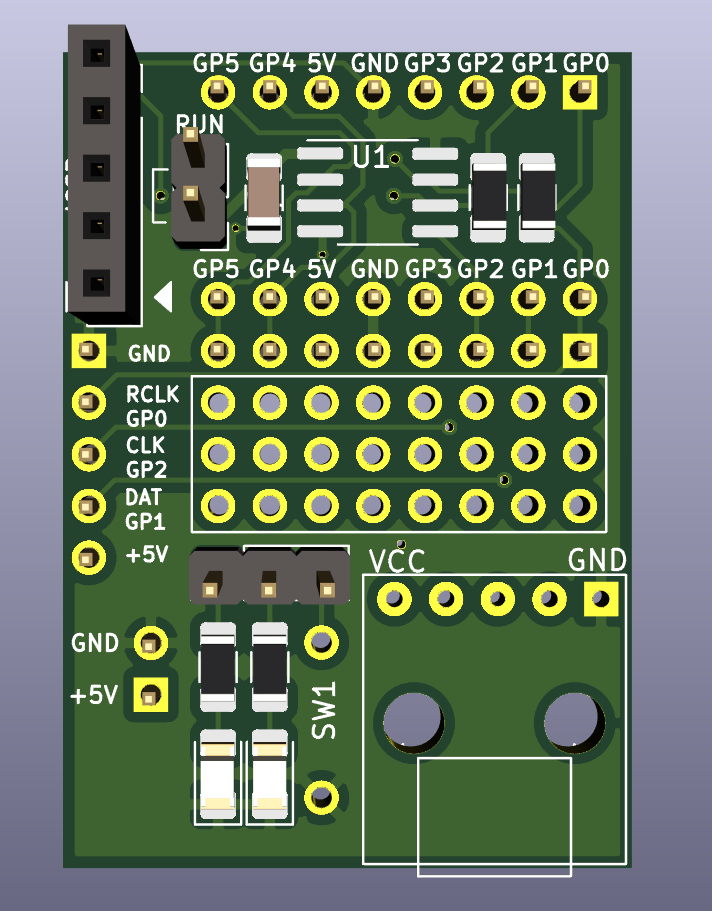 GP5 GP4 5V GND GP3 GP2 GP1 GP0
RUN
U1
GP5 GP4 5V GND GP3 GP2 GP1 GP0
GND
RCLK
GP0
CLK
GP2
DAT
GP1
+5V
VCC GND
GND
+5V
SW1